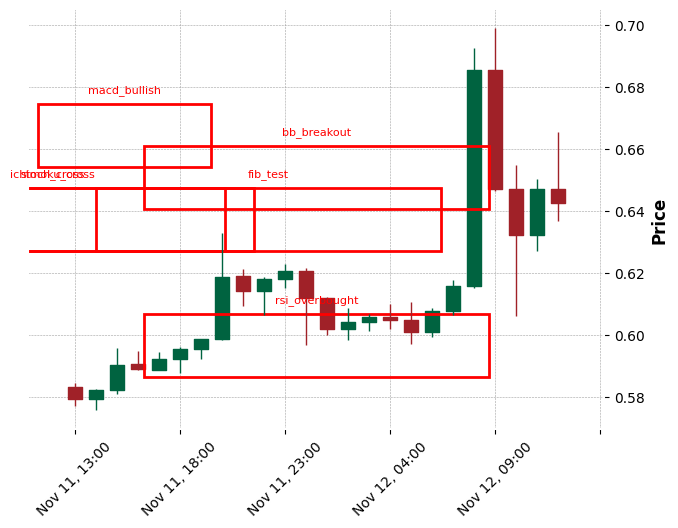 0.70
macd_bullish
0.68
bb_breakout
0.66
fib_test
0.64
Price
0.62
rsi_overbought
0.60
0.58
Nov 11, 13:00
Nov 11, 18:00
Nov 11, 23:00
Nov 12, 04:00
Nov 12, 09:00